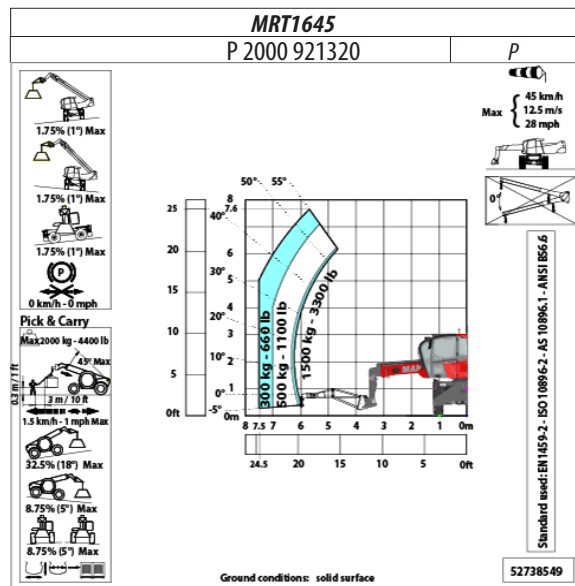 MRT1645
P 2000 921320
P
1.75% (1°) Max
1.75% (1°) Max
1.75% (1°) Max
P
0 km/h - 0 mph
Pick & Carry
Max2000 kg - 4400 lb
45° Max
0.3 m / 1 ft
3 m / 10 ft
1.5 km/h - 1 mph Max
32.5% (18°) Max
8.75% (5°) Max
8.75% (5°) Max
Max
45 km/h
12.5 m/s
28 mph
0°
50°
55°
40°
30°
20°
10°
0°
-5°
25
20
15
10
5
0ft
8
7.6
6
5
4
3
2
1
0m
300 kg - 660 lb
500 kg - 1100 lb
1500 kg - 3300 lb
MAN
8 7.5 7 6 5 4 3 2 1 0m
24.5 20 15 10 5 0ft
Standard used: EN 1459-2 - ISO 10896-2 - AS 10896.1 - ANSI B56.6
Ground conditions: solid surface
52738549